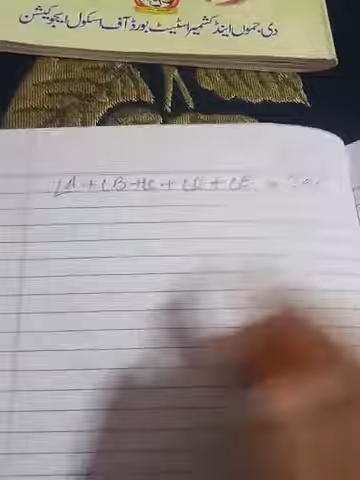 دی جموں اینڈ کشمیر اسٹیٹ بورڈ آف اسکول ایجوکیشن
∠A + ∠B + ∠C + ∠D + ∠E =